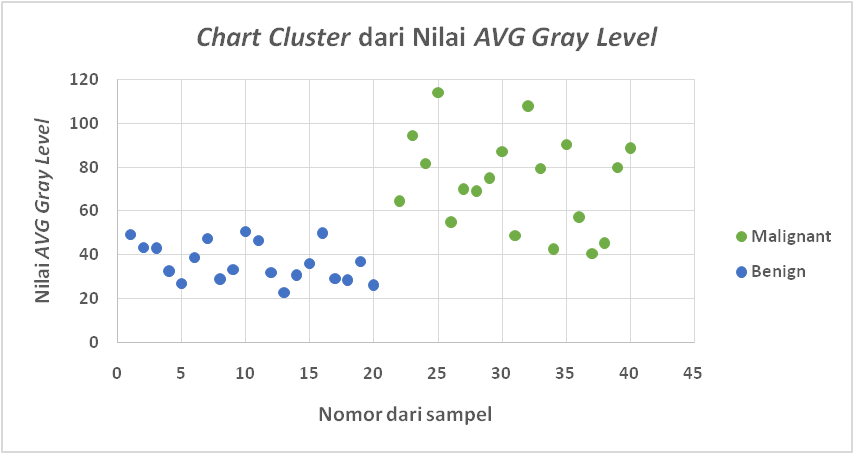 Chart Cluster dari Nilai AVG Gray Level
120
100
80
60
40
20
0
Nilai AVG Gray Level
0 5 10 15 20 25 30 35 40 45
Nomor dari sampel
Malignant
Benign